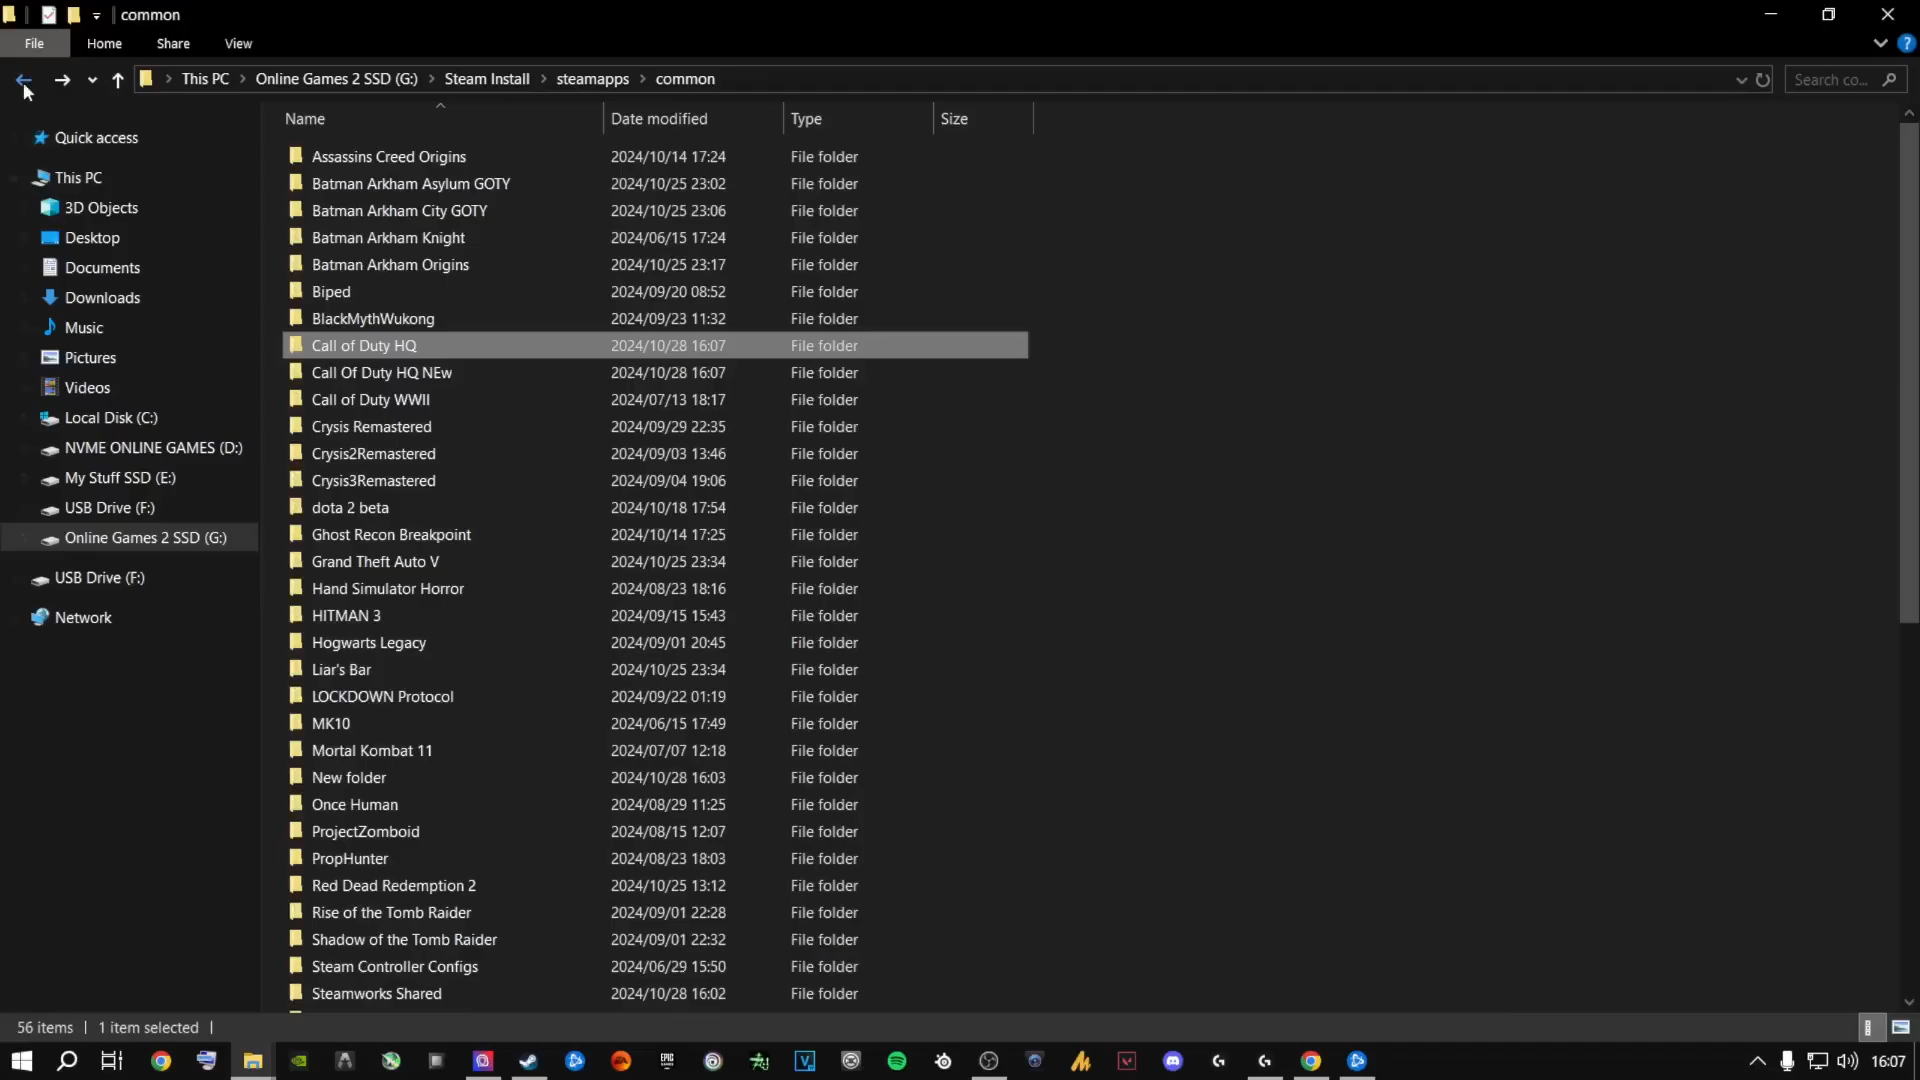 common
File
Home
Share
View
This PC
Online Games 2 SSD (G:)
Steam Install
steamapps
common
Search co...
Name
Date modified
Type
Size
Quick access
This PC
3D Objects
Desktop
Documents
Downloads
Music
Pictures
Videos
Local Disk (C:)
NVME ONLINE GAMES (D:)
My Stuff SSD (E:)
USB Drive (F:)
Online Games 2 SSD (G:)
USB Drive (F:)
Network
Assassins Creed Origins 2024/10/14 17:24 File folder
Batman Arkham Asylum GOTY 2024/10/25 23:02 File folder
Batman Arkham City GOTY 2024/10/25 23:06 File folder
Batman Arkham Knight 2024/06/15 17:24 File folder
Batman Arkham Origins 2024/10/25 23:17 File folder
Biped 2024/09/20 08:52 File folder
BlackMythWukong 2024/09/23 11:32 File folder
Call of Duty HQ 2024/10/28 16:07 File folder
Call Of Duty HQ NEw 2024/10/28 16:07 File folder
Call of Duty WWII 2024/07/13 18:17 File folder
Crysis Remastered 2024/09/29 22:35 File folder
Crysis2Remastered 2024/09/03 13:46 File folder
Crysis3Remastered 2024/09/04 19:06 File folder
dota 2 beta 2024/10/18 17:54 File folder
Ghost Recon Breakpoint 2024/10/14 17:25 File folder
Grand Theft Auto V 2024/10/25 23:34 File folder
Hand Simulator Horror 2024/08/23 18:16 File folder
HITMAN 3 2024/09/15 15:43 File folder
Hogwarts Legacy 2024/09/01 20:45 File folder
Liar's Bar 2024/10/25 23:34 File folder
LOCKDOWN Protocol 2024/09/22 01:19 File folder
MK10 2024/06/15 17:49 File folder
Mortal Kombat 11 2024/07/07 12:18 File folder
New folder 2024/10/28 16:03 File folder
Once Human 2024/08/29 11:25 File folder
ProjectZomboid 2024/08/15 12:07 File folder
PropHunter 2024/08/23 18:03 File folder
Red Dead Redemption 2 2024/10/25 13:12 File folder
Rise of the Tomb Raider 2024/09/01 22:28 File folder
Shadow of the Tomb Raider 2024/09/01 22:32 File folder
Steam Controller Configs 2024/06/29 15:50 File folder
Steamworks Shared 2024/10/28 16:02 File folder
56 items
1 item selected
EPIC
16:07